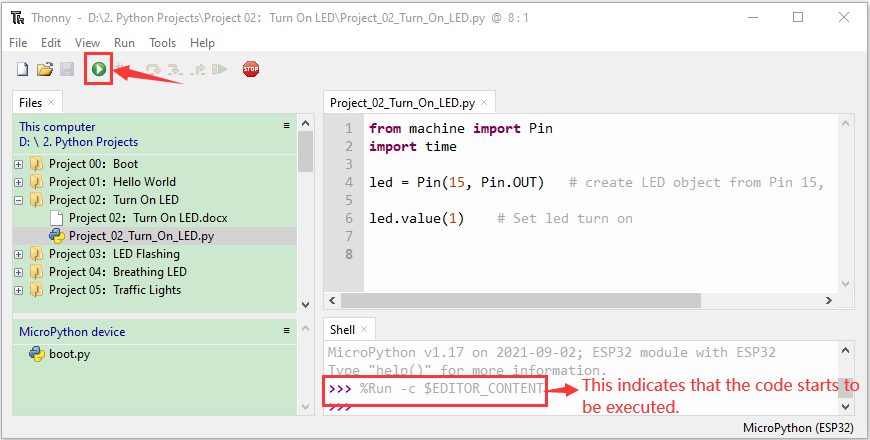 Thonny - D:\2. Python Projects\Project 02：Turn On LED\Project_02_Turn_On_LED.py @ 8 : 1
File Edit View Run Tools Help
STOP
Files ×
This computer
D: \ 2. Python Projects
Project 00：Boot
Project 01：Hello World
Project 02：Turn On LED
Project 02：Turn On LED.docx
Project_02_Turn_On_LED.py
Project 03：LED Flashing
Project 04：Breathing LED
Project 05：Traffic Lights
MicroPython device
boot.py
Project_02_Turn_On_LED.py ×
1 from machine import Pin
2 import time
3
4 led = Pin(15, Pin.OUT)   # create LED object from Pin 15,
5
6 led.value(1)    # Set led turn on
7
8
Shell ×
MicroPython v1.17 on 2021-09-02; ESP32 module with ESP32
Type "help()" for more information.
>>> %Run -c $EDITOR_CONTENT
>>>
This indicates that the code starts to
be executed.
MicroPython (ESP32)